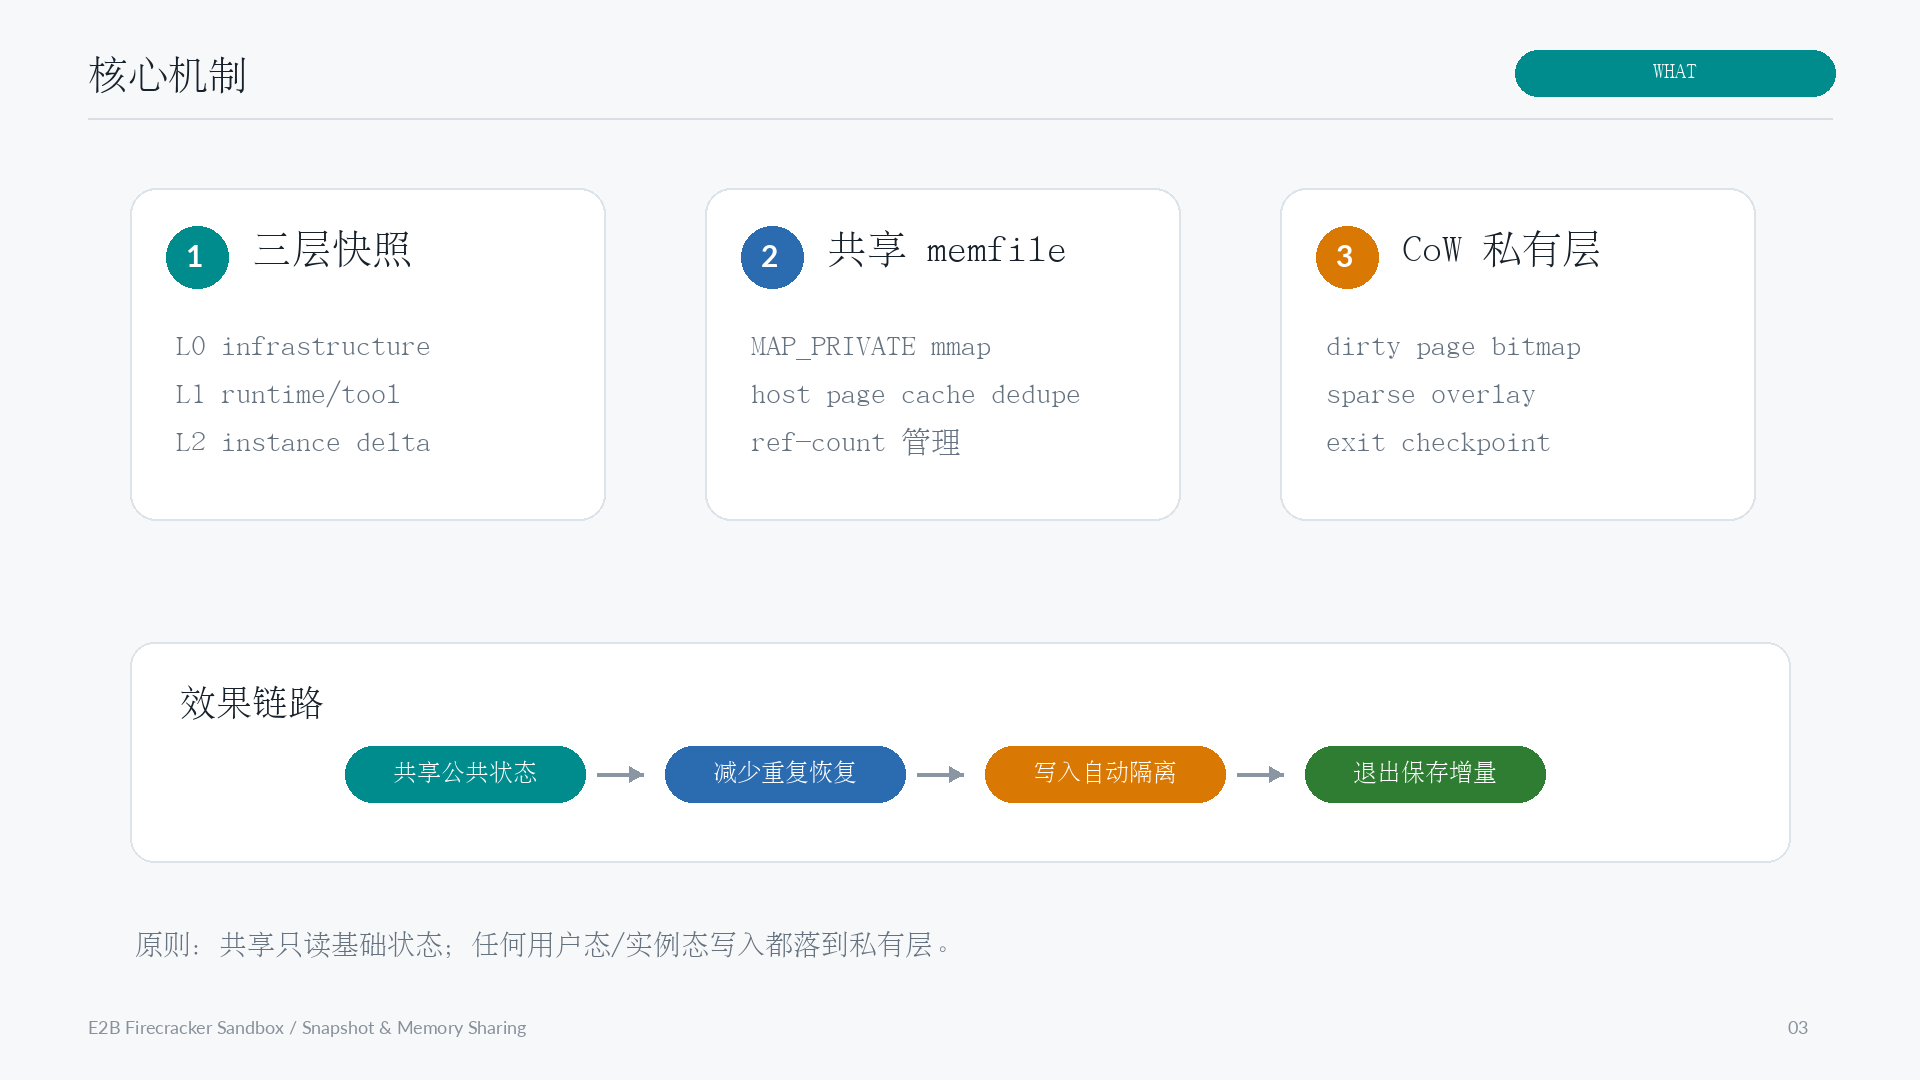 核心机制
WHAT
1 三层快照
L0 infrastructure
L1 runtime/tool
L2 instance delta
2 共享 memfile
MAP_PRIVATE mmap
host page cache dedupe
ref-count 管理
3 CoW 私有层
dirty page bitmap
sparse overlay
exit checkpoint
效果链路
共享公共状态
减少重复恢复
写入自动隔离
退出保存增量
原则：共享只读基础状态；任何用户态/实例态写入都落到私有层。
E2B Firecracker Sandbox / Snapshot & Memory Sharing
03